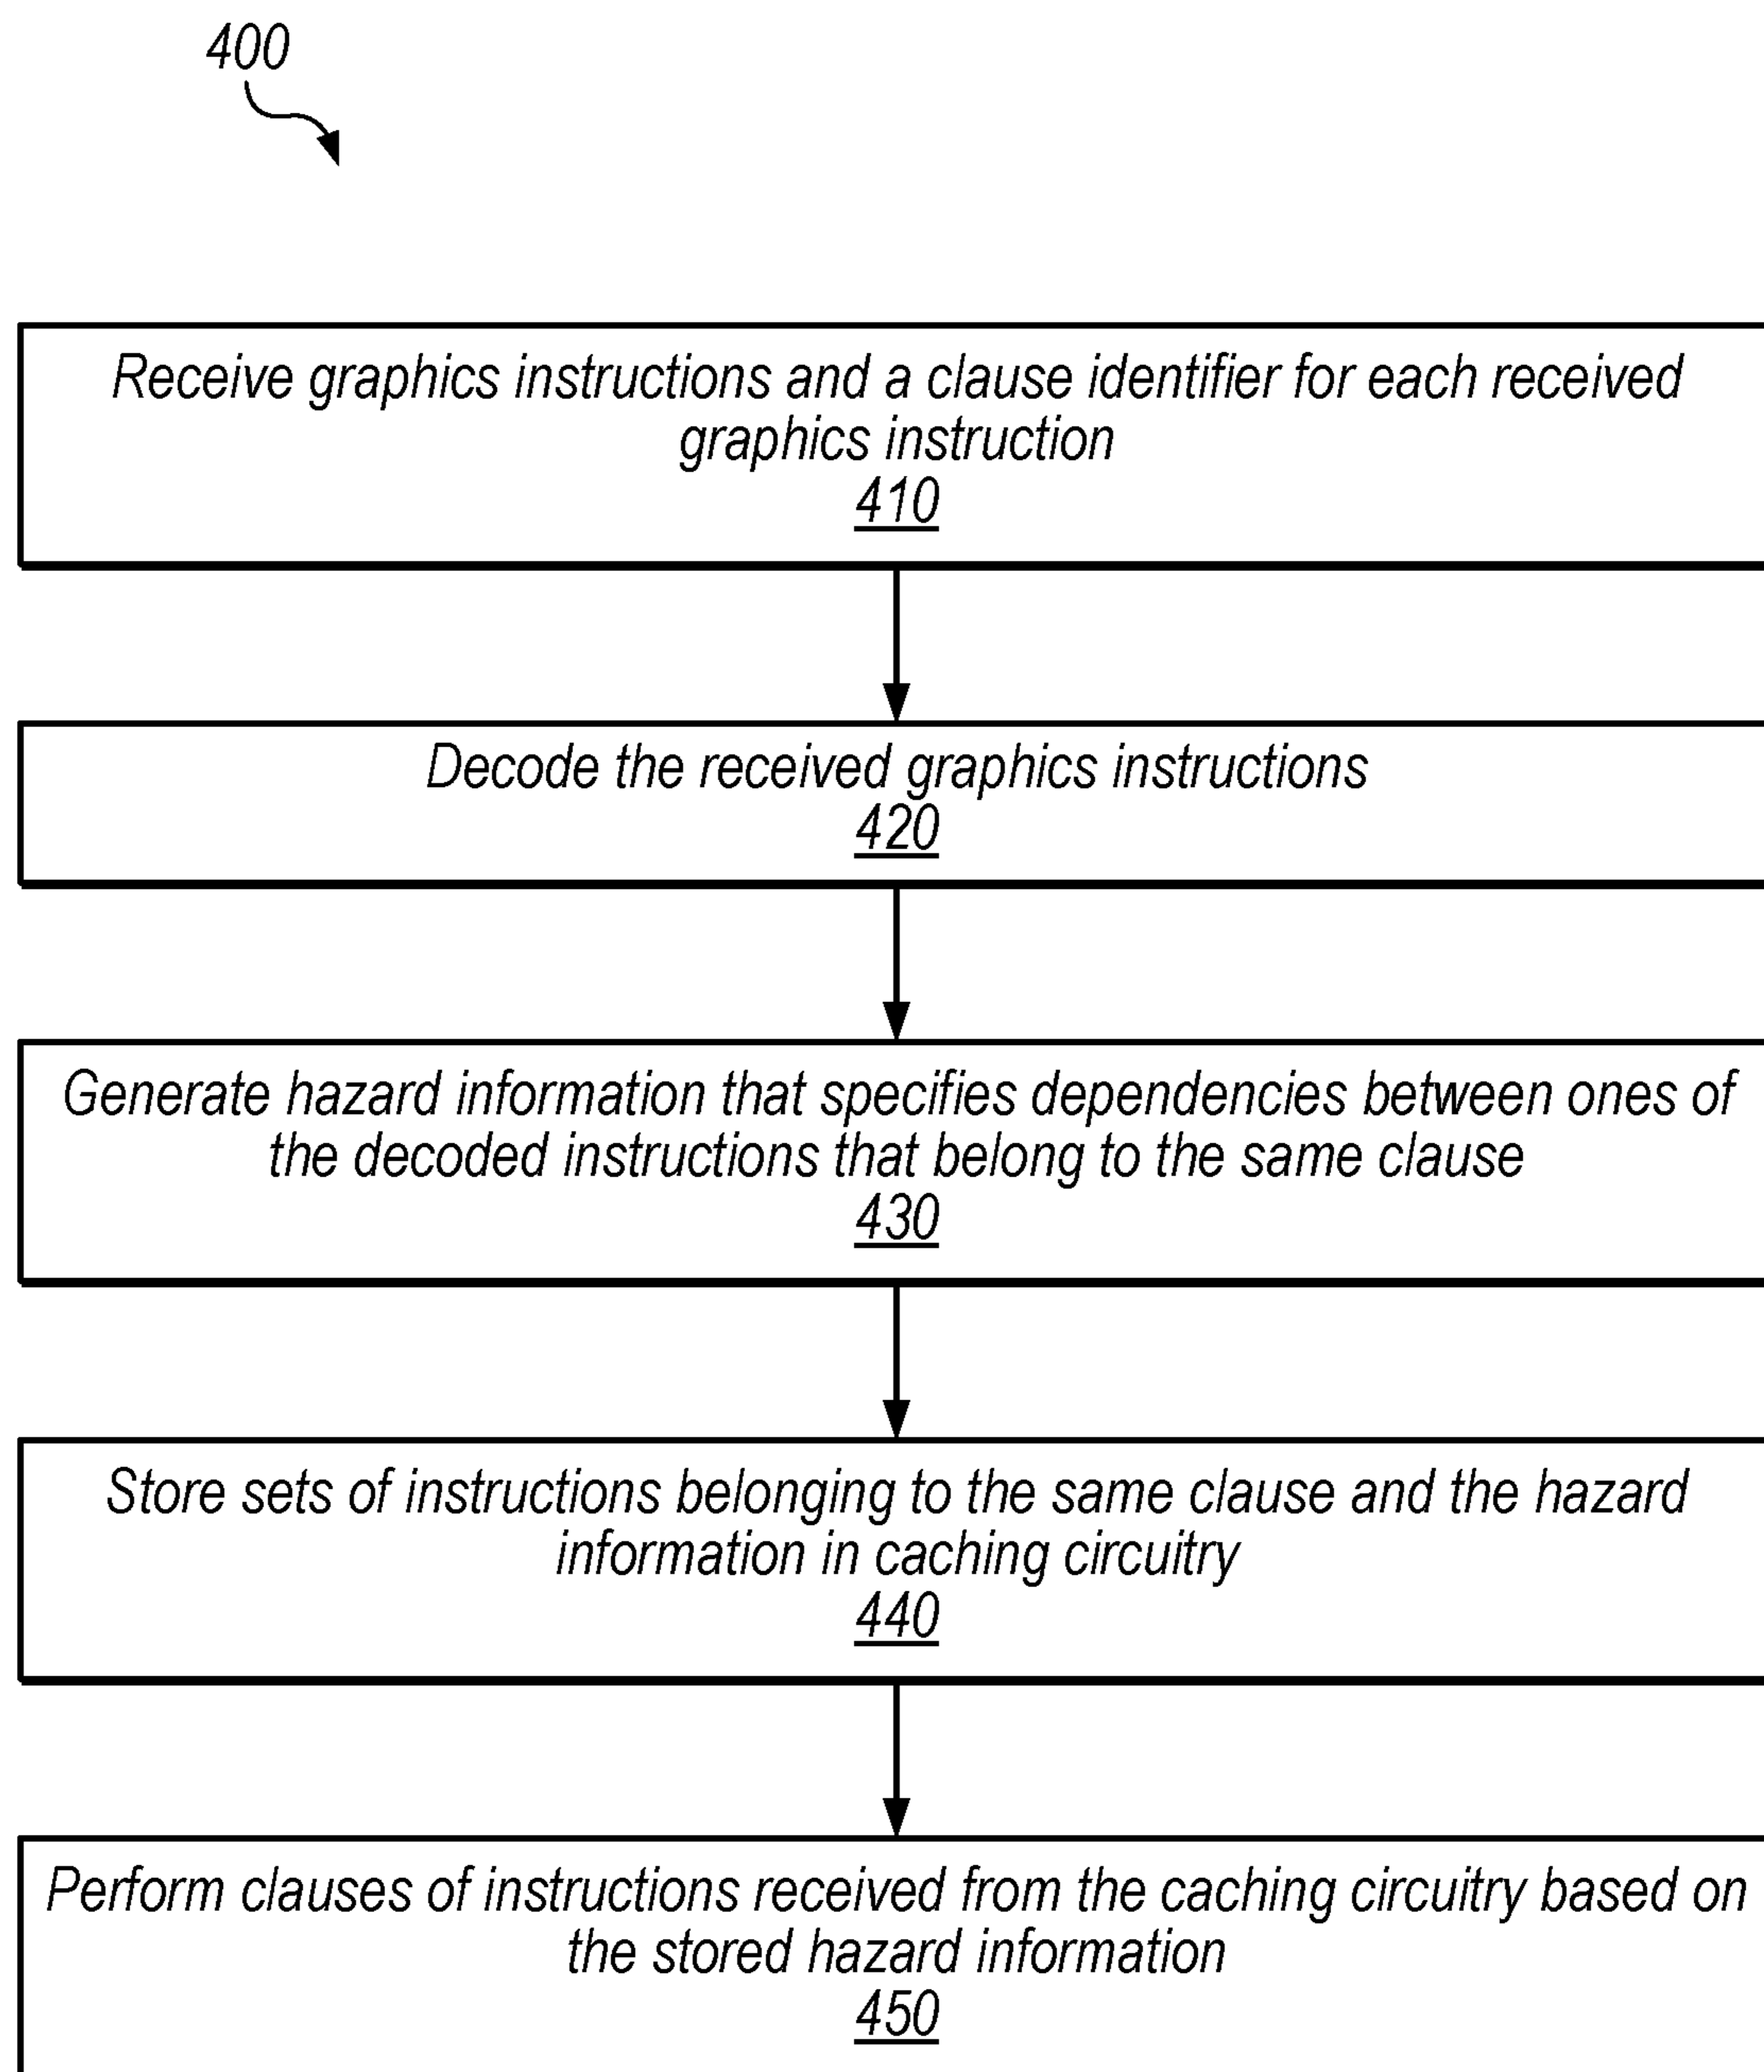 400
Receive graphics instructions and a clause identifier for each received
graphics instruction
410
Decode the received graphics instructions
420
Generate hazard information that specifies dependencies between ones of
the decoded instructions that belong to the same clause
430
Store sets of instructions belonging to the same clause and the hazard
information in caching circuitry
440
Perform clauses of instructions received from the caching circuitry based on
the stored hazard information
450